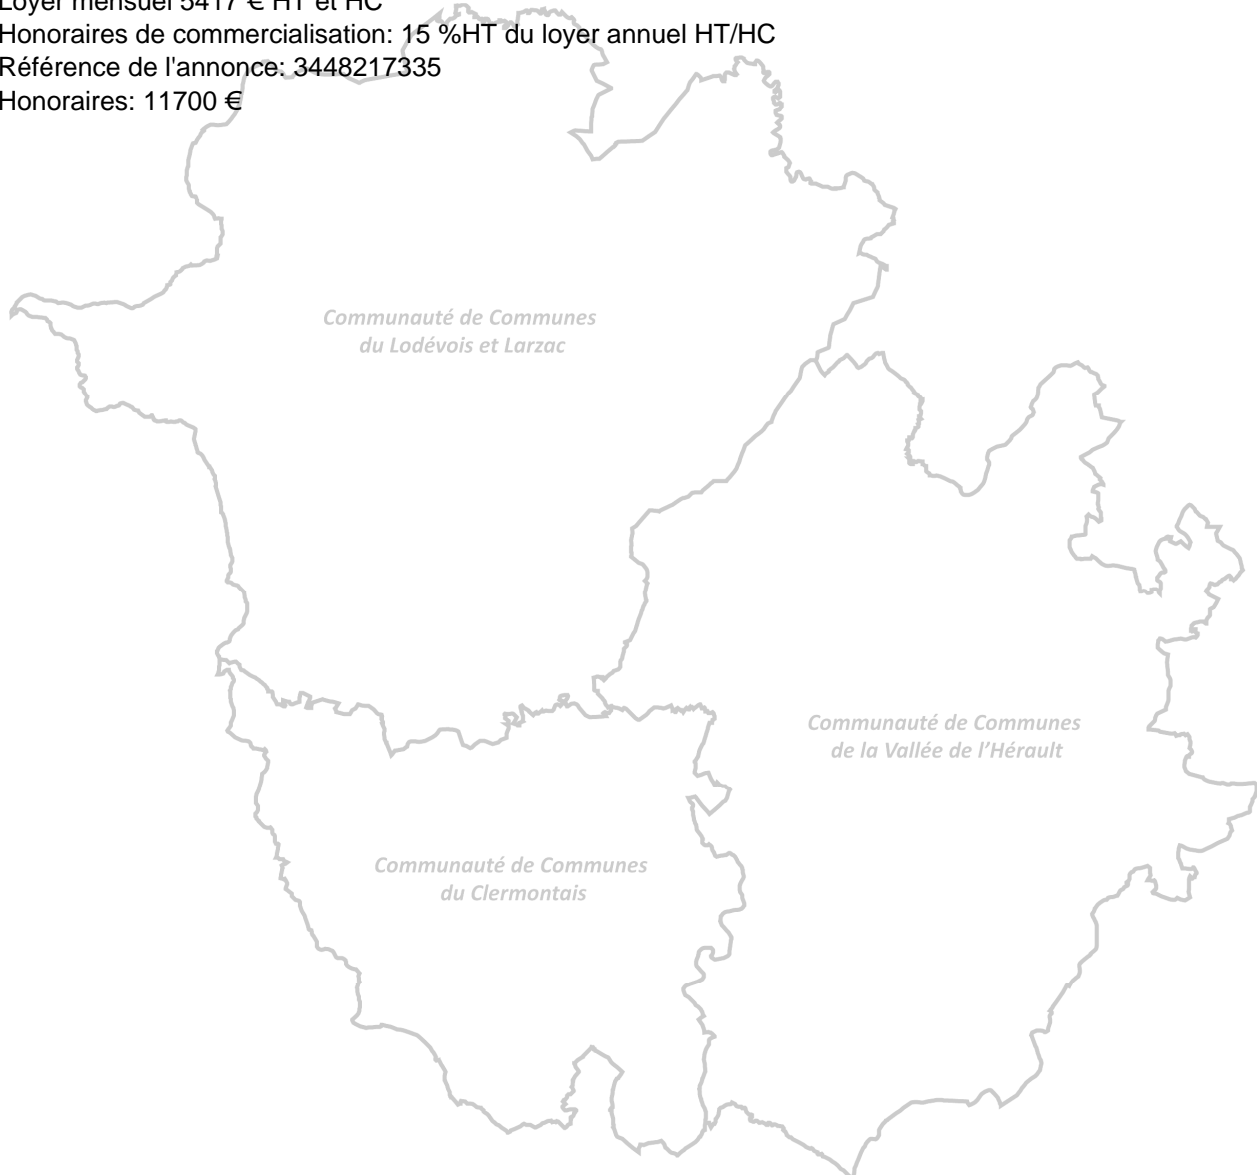 Loyer mensuel 5417 € HT et HC
Honoraires de commercialisation: 15 %HT du loyer annuel HT/HC
Référence de l'annonce: 3448217335
Honoraires: 11700 €
Communauté de Communes
du Lodévois et Larzac
Communauté de Communes
de la Vallée de l’Hérault
Communauté de Communes
du Clermontais